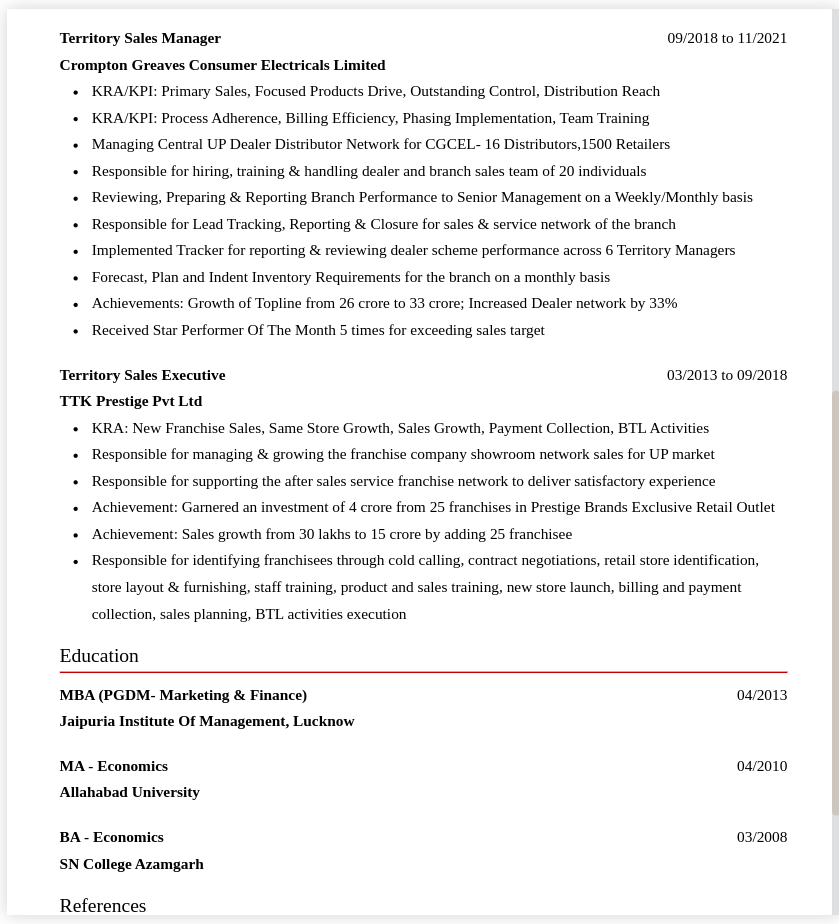 Territory Sales Manager 09/2018 to 11/2021
Crompton Greaves Consumer Electricals Limited
• KRA/KPI: Primary Sales, Focused Products Drive, Outstanding Control, Distribution Reach
• KRA/KPI: Process Adherence, Billing Efficiency, Phasing Implementation, Team Training
• Managing Central UP Dealer Distributor Network for CGCEL- 16 Distributors,1500 Retailers
• Responsible for hiring, training & handling dealer and branch sales team of 20 individuals
• Reviewing, Preparing & Reporting Branch Performance to Senior Management on a Weekly/Monthly basis
• Responsible for Lead Tracking, Reporting & Closure for sales & service network of the branch
• Implemented Tracker for reporting & reviewing dealer scheme performance across 6 Territory Managers
• Forecast, Plan and Indent Inventory Requirements for the branch on a monthly basis
• Achievements: Growth of Topline from 26 crore to 33 crore; Increased Dealer network by 33%
• Received Star Performer Of The Month 5 times for exceeding sales target
Territory Sales Executive 03/2013 to 09/2018
TTK Prestige Pvt Ltd
• KRA: New Franchise Sales, Same Store Growth, Sales Growth, Payment Collection, BTL Activities
• Responsible for managing & growing the franchise company showroom network sales for UP market
• Responsible for supporting the after sales service franchise network to deliver satisfactory experience
• Achievement: Garnered an investment of 4 crore from 25 franchises in Prestige Brands Exclusive Retail Outlet
• Achievement: Sales growth from 30 lakhs to 15 crore by adding 25 franchisee
• Responsible for identifying franchisees through cold calling, contract negotiations, retail store identification,
store layout & furnishing, staff training, product and sales training, new store launch, billing and payment
collection, sales planning, BTL activities execution
Education
MBA (PGDM- Marketing & Finance) 04/2013
Jaipuria Institute Of Management, Lucknow
MA - Economics 04/2010
Allahabad University
BA - Economics 03/2008
SN College Azamgarh
References